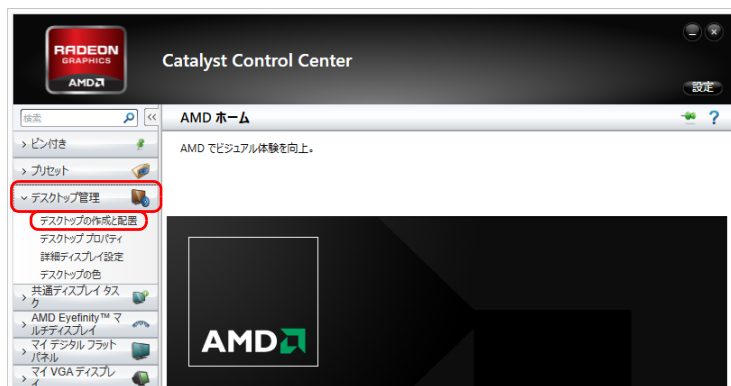 RADEON
GRAPHICS
AMD
Catalyst Control Center
設定
検索
AMD ホーム
?
ピン付き
AMD でビジュアル体験を向上。
プリセット
デスクトップ管理
デスクトップの作成と配置
デスクトップ プロパティ
詳細ディスプレイ設定
デスクトップの色
共通ディスプレイ タス
ク
AMD Eyefinity™ マ
ルチディスプレイ
マイ デジタル フラット
パネル
マイ VGA ディスプレ
イ
AMD